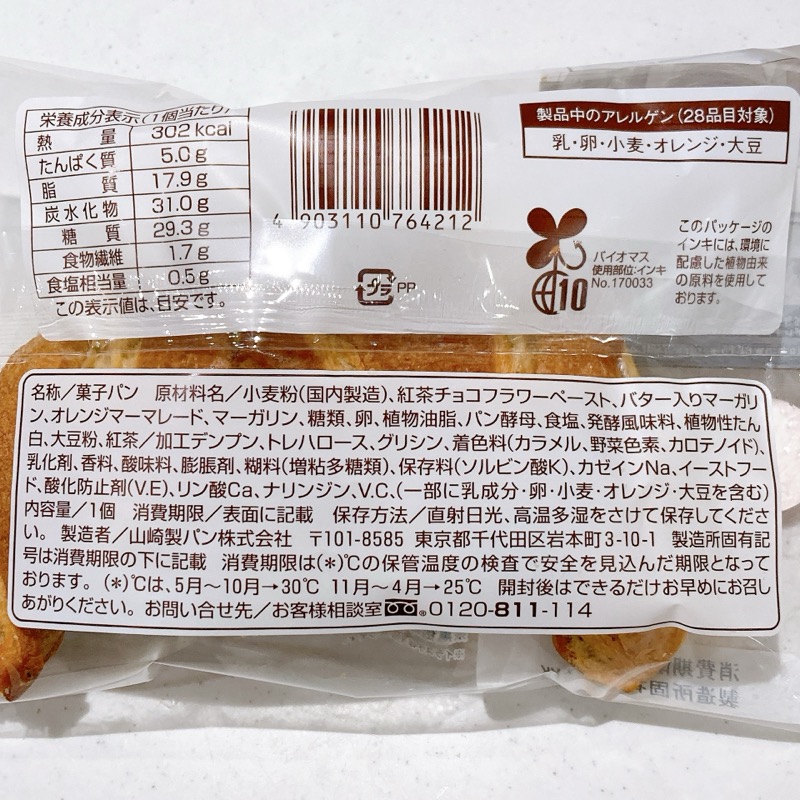 栄養成分表示(1個当たり)
熱量 302 kcal
たんぱく質 5.0g
脂質 17.9g
炭水化物 31.0g
糖質 29.3g
食物繊維 1.7g
食塩相当量 0.5g
この表示値は、目安です。
4 903110 764212
プラ PP
製品中のアレルゲン(28品目対象)
乳・卵・小麦・オレンジ・大豆
10
バイオマス
使用部位:インキ
No.170033
このパッケージの
インキには、環境に
配慮した植物由来
の原料を使用して
おります。
名称/菓子パン 原材料名/小麦粉(国内製造)、紅茶チョコフラワーペースト、バター入りマーガリ
ン、オレンジマーマレード、マーガリン、糖類、卵、植物油脂、パン酵母、食塩、発酵風味料、植物性たん
白、大豆粉、紅茶/加工デンプン、トレハロース、グリシン、着色料(カラメル、野菜色素、カロテノイド)、
乳化剤、香料、酸味料、膨脹剤、糊料(増粘多糖類)、保存料(ソルビン酸K)、カゼインNa、イーストフー
ド、酸化防止剤(V.E)、リン酸Ca、ナリンジン、V.C、(一部に乳成分・卵・小麦・オレンジ・大豆を含む)
内容量/1個 消費期限/表面に記載 保存方法/直射日光、高温多湿をさけて保存してくださ
い。 製造者/山崎製パン株式会社 〒101-8585 東京都千代田区岩本町3-10-1 製造所固有記
号は消費期限の下に記載 消費期限は(*)℃の保管温度の検査で安全を見込んだ期限となって
おります。(*)℃は、5月〜10月→30℃ 11月〜4月→25℃ 開封後はできるだけお早めにお召し
あがりください。お問い合せ先/お客様相談室 0120-811-114
消費期
製造所固